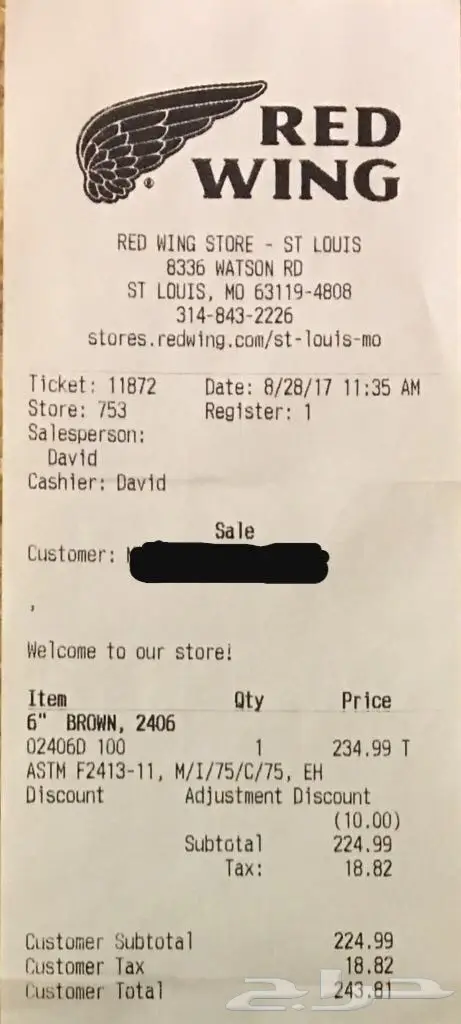 RED
WING
®
RED WING STORE - ST LOUIS
8336 WATSON RD
ST LOUIS, MO 63119-4808
314-843-2226
stores.redwing.com/st-louis-mo
Ticket: 11872 Date: 8/28/17 11:35 AM
Store: 753 Register: 1
Salesperson:
David
Cashier: David
Sale
Customer:
,
Welcome to our store!
Item Qty Price
6" BROWN, 2406
02406D 100 1 234.99 T
ASTM F2413-11, M/I/75/C/75, EH
Discount Adjustment Discount
(10.00)
Subtotal 224.99
Tax: 18.82
Customer Subtotal 224.99
Customer Tax 18.82
Customer Total 243.81
حراج